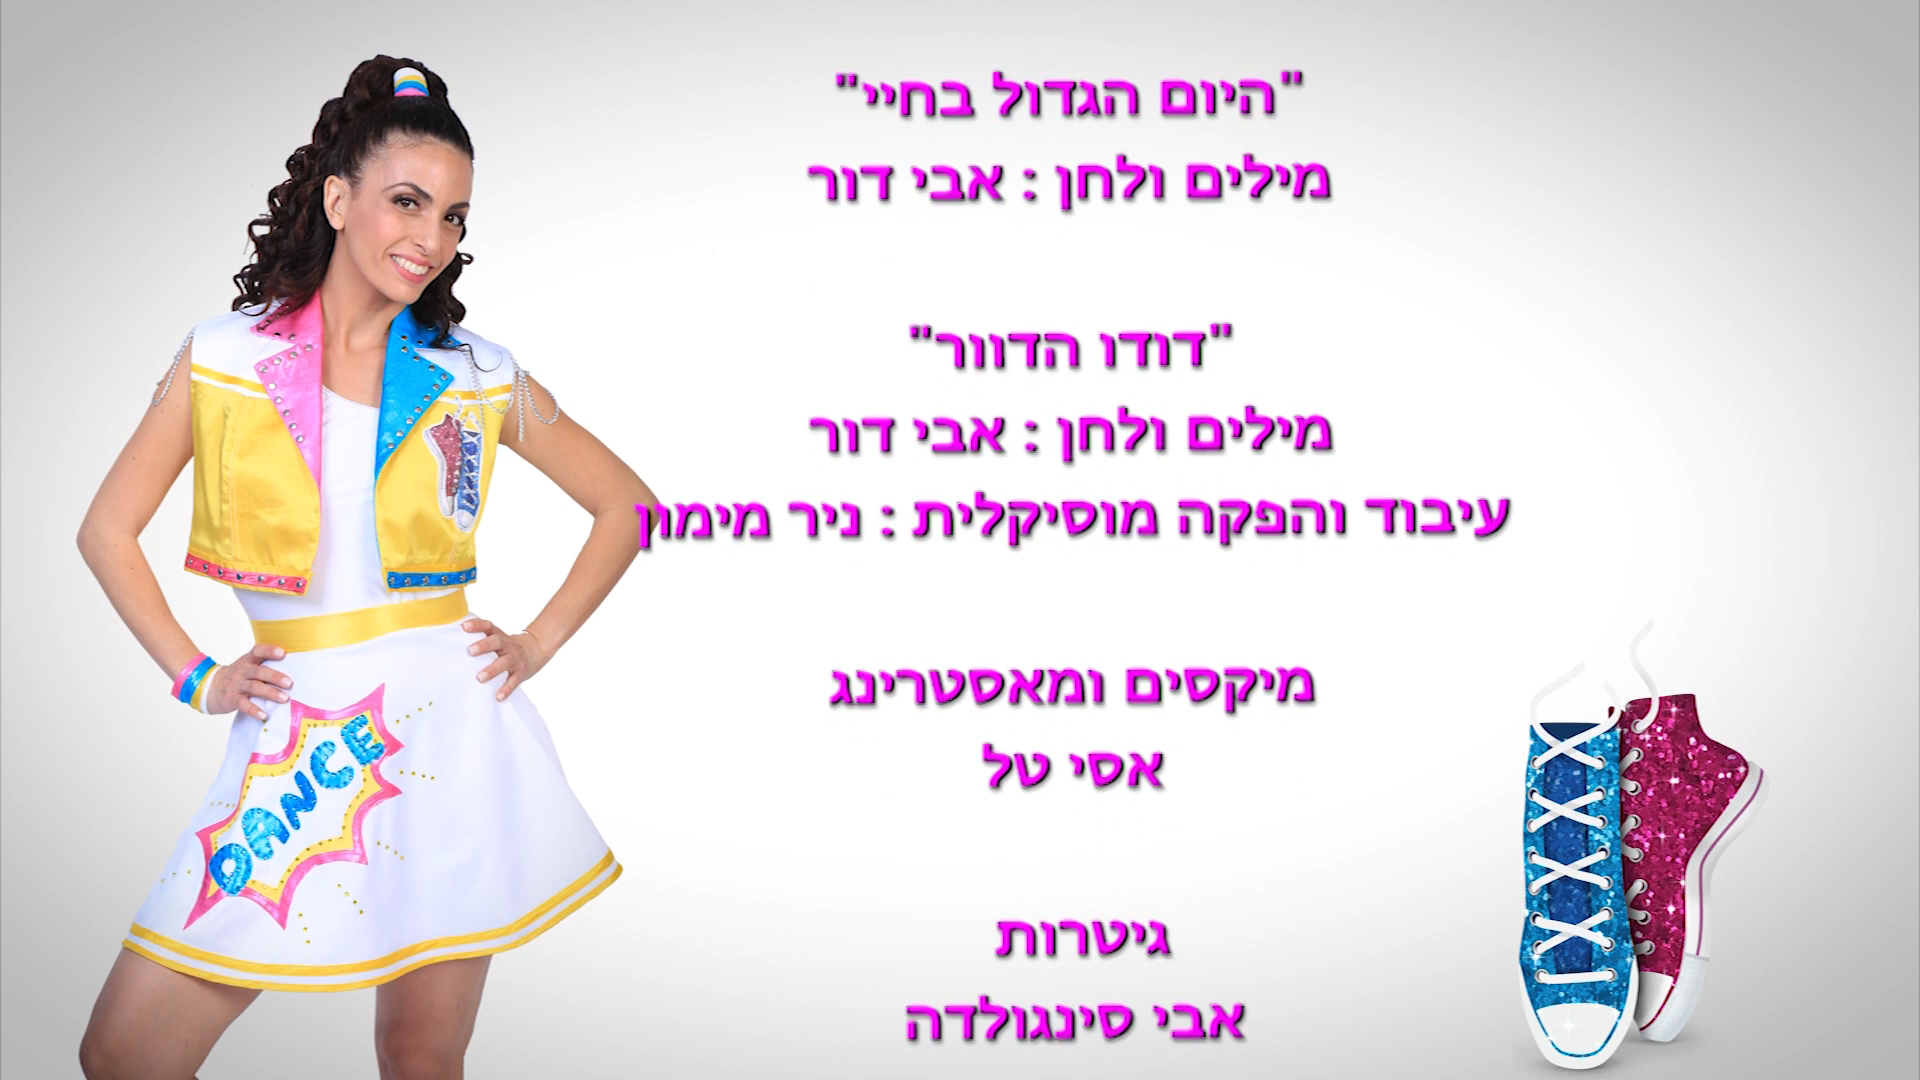 "היום הגדול בחיי"
מילים ולחן : אבי דור
"דודו הדוור"
מילים ולחן : אבי דור
עיבוד והפקה מוסיקלית : ניר מימון
מיקסים ומאסטרינג
אסי טל
גיטרות
אבי סינגולדה
DANCE